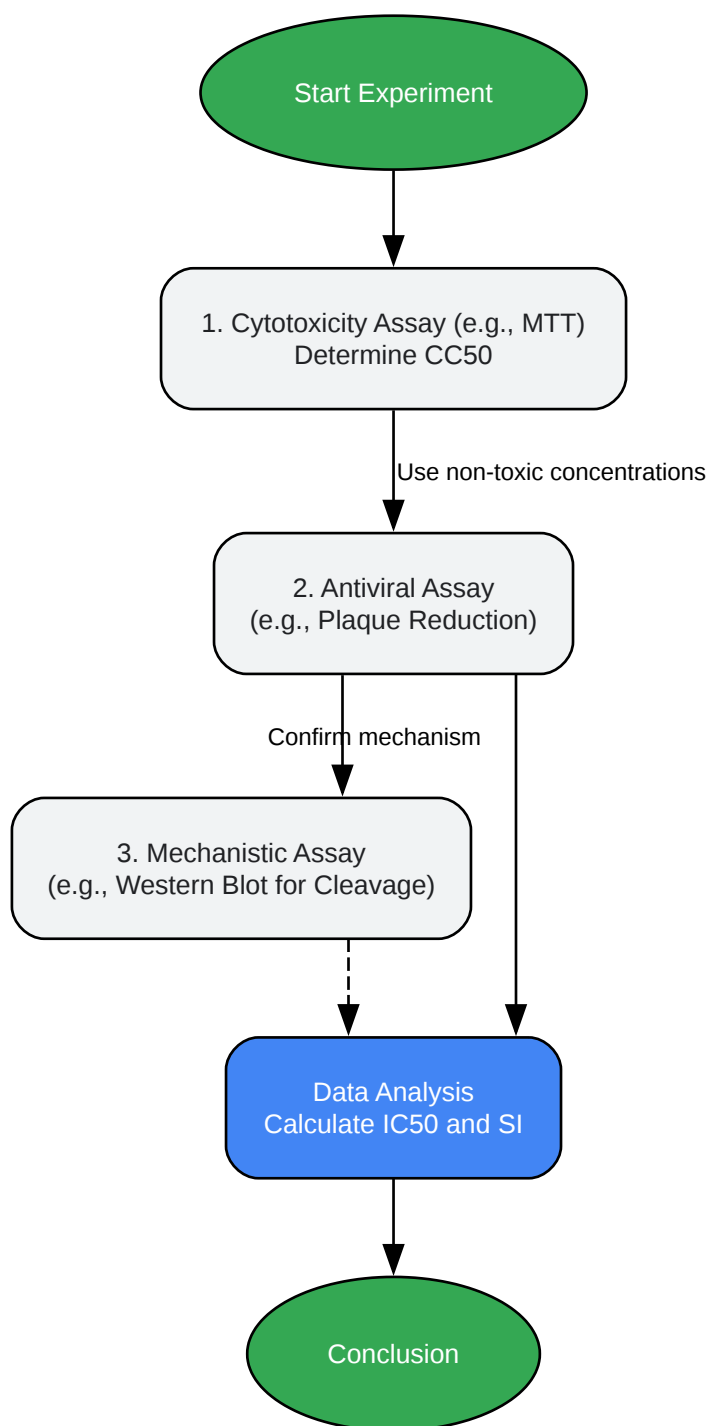 Start Experiment
1. Cytotoxicity Assay (e.g., MTT)
Determine CC50
Use non-toxic concentrations
2. Antiviral Assay
(e.g., Plaque Reduction)
Confirm mechanism
3. Mechanistic Assay
(e.g., Western Blot for Cleavage)
Data Analysis
Calculate IC50 and SI
Conclusion